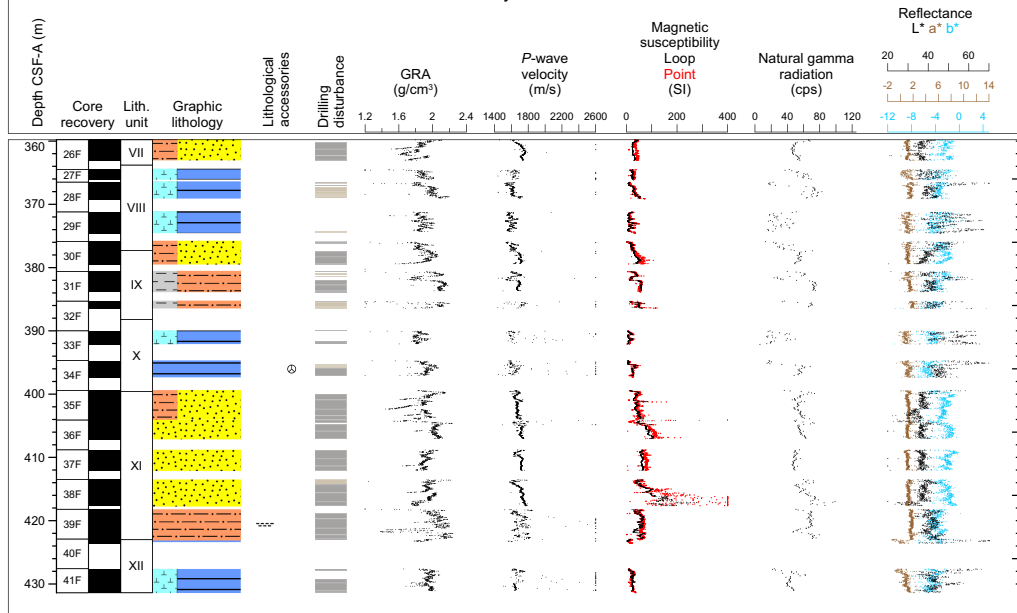 Reflectance
L* a* b*
20 40 60
-2 2 6 10 14
-12 -8 -4 0 4
Magnetic
susceptibility
Loop
Point
(SI)
0 200 400
Natural gamma
radiation
(cps)
0 40 80 120
P-wave
velocity
(m/s)
1400 1800 2200 2600
GRA
(g/cm³)
1.2 1.6 2 2.4
Depth CSF-A (m)
Core
recovery
Lith.
unit
Graphic
lithology
Lithological
accessories
Drilling
disturbance
360
370
380
390
400
410
420
430
26F
27F
28F
29F
30F
31F
32F
33F
34F
35F
36F
37F
38F
39F
40F
41F
VII
VIII
IX
X
XI
XII